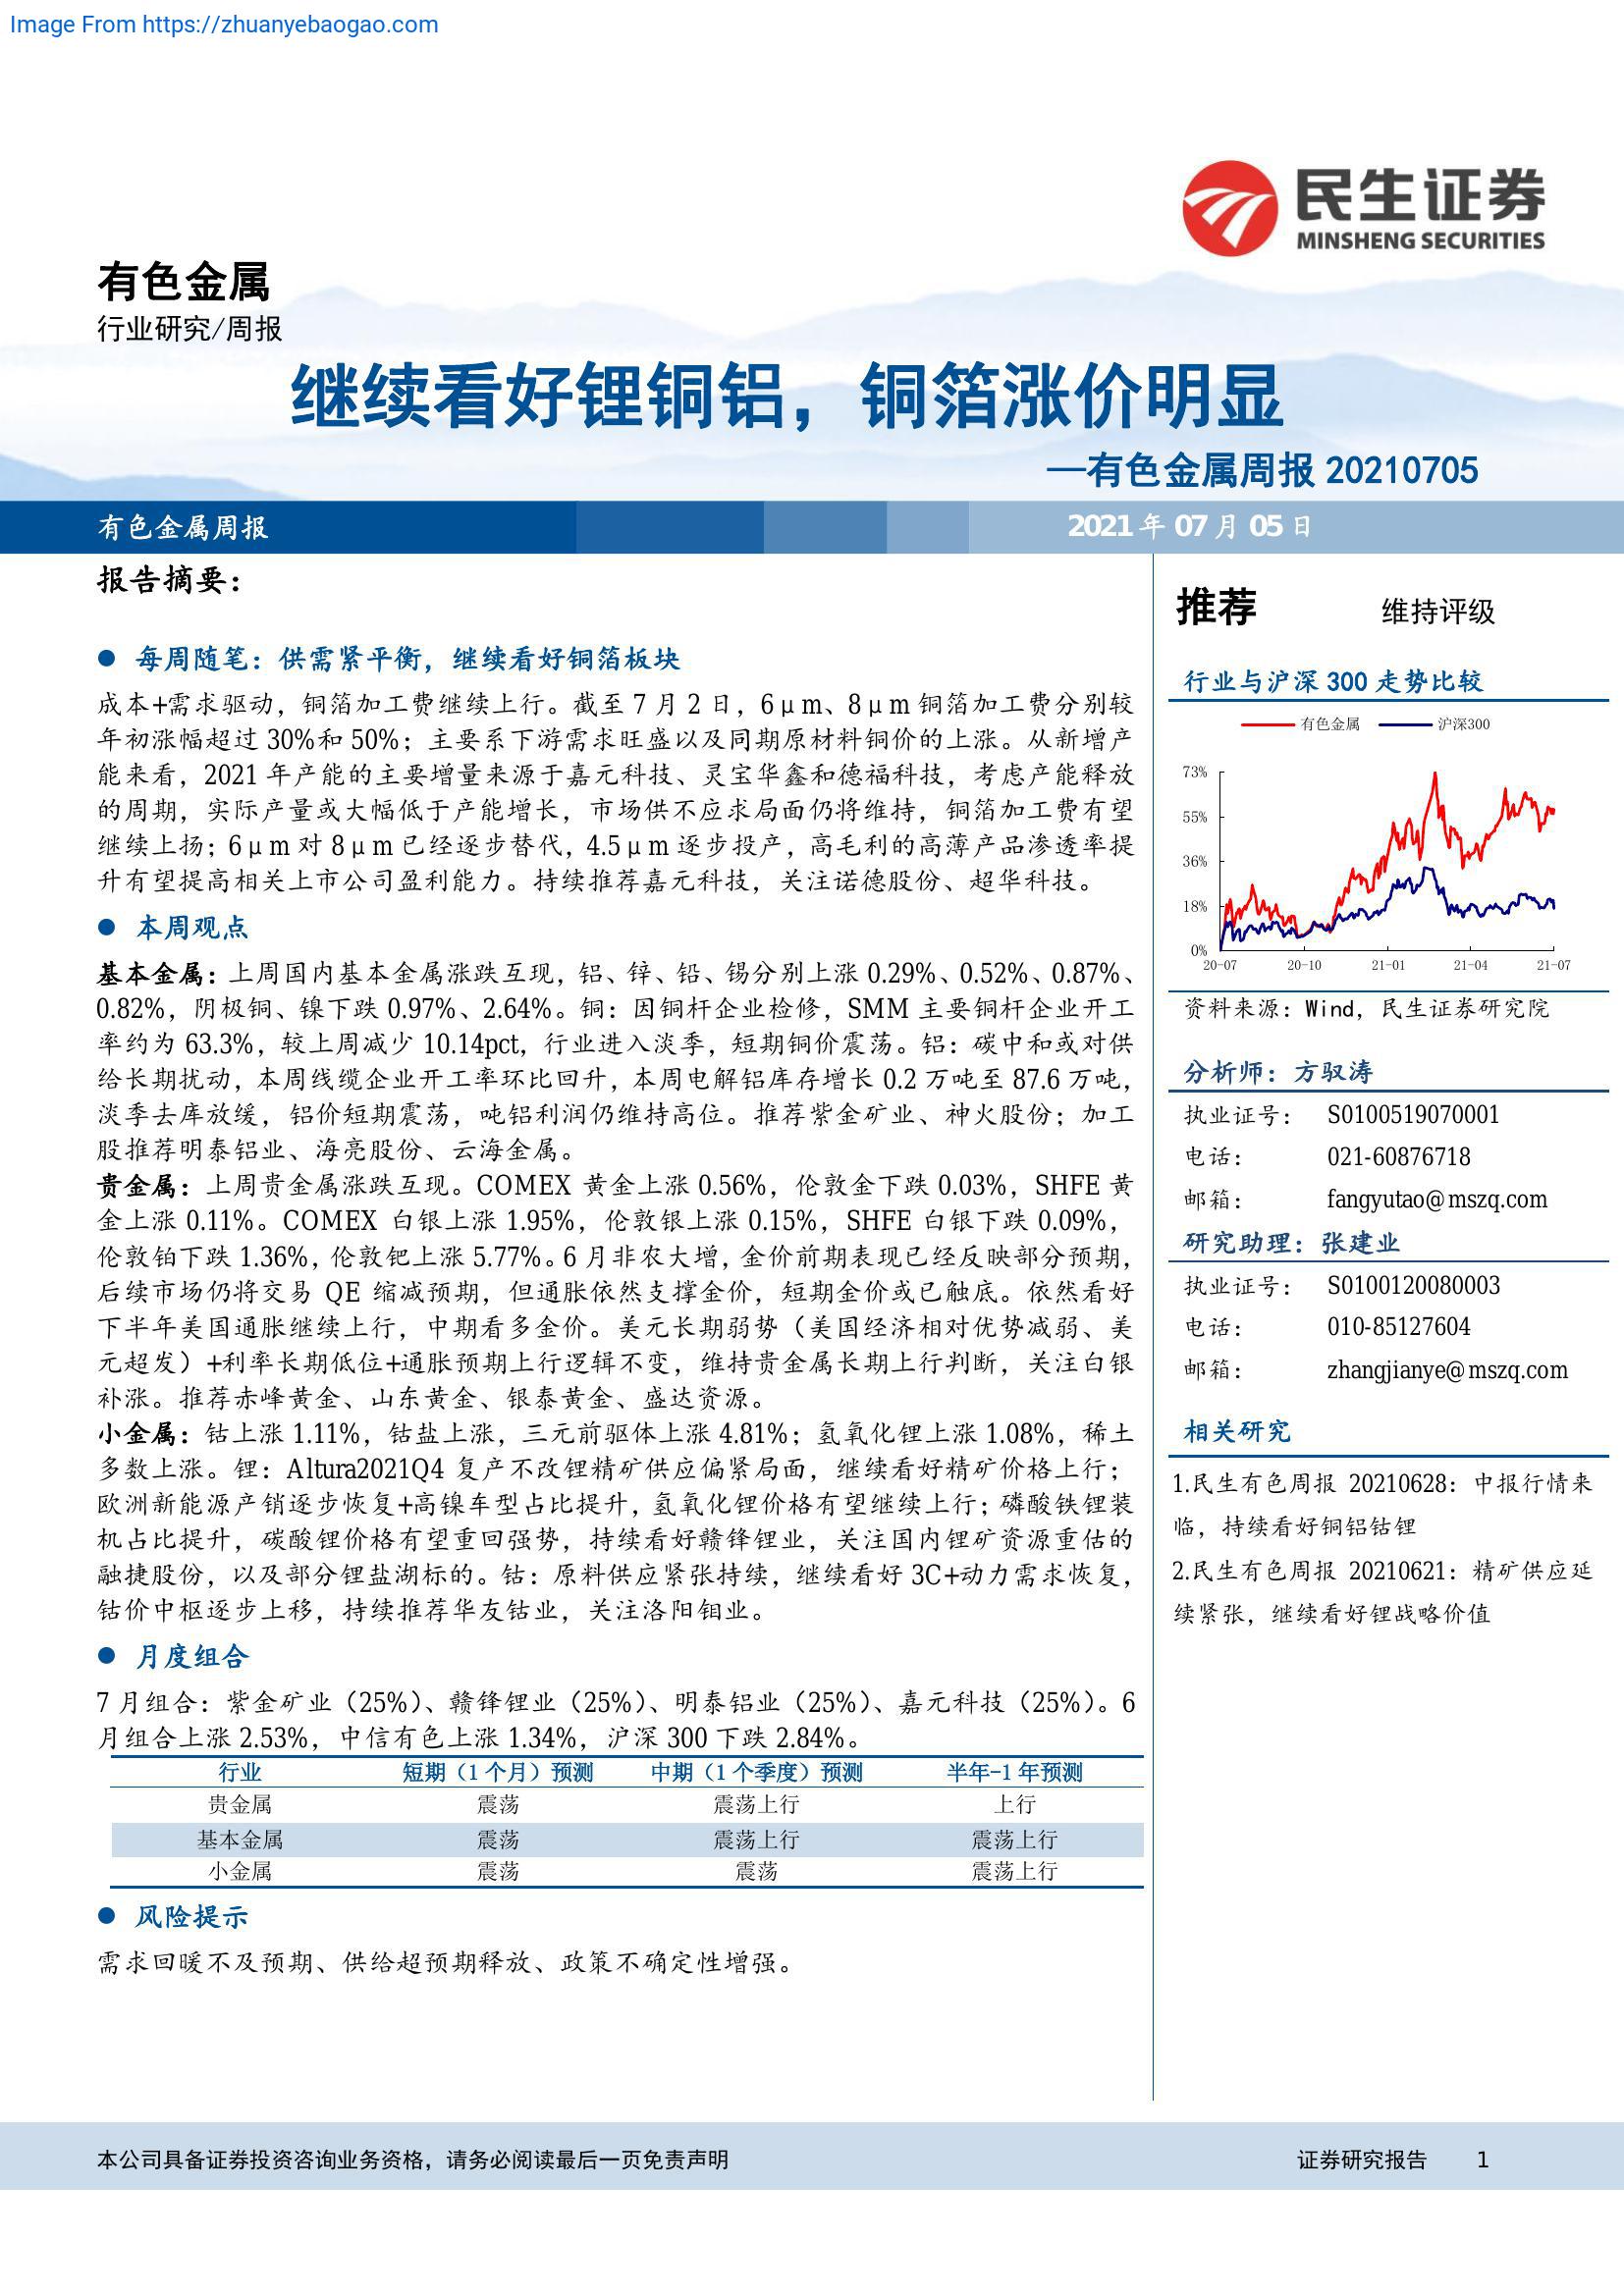 Image From https://zhuanyebaogao.com
民生证券
MINSHENG SECURITIES
有色金属
行业研究/周报
继续看好锂铜铝，铜箔涨价明显
—有色金属周报 20210705
有色金属周报
2021 年 07 月 05 日
报告摘要：
● 每周随笔：供需紧平衡，继续看好铜箔板块
成本+需求驱动，铜箔加工费继续上行。截至 7 月 2 日，6μm、8μm 铜箔加工费分别较
年初涨幅超过 30%和 50%；主要系下游需求旺盛以及同期原材料铜价的上涨。从新增产
能来看，2021 年产能的主要增量来源于嘉元科技、灵宝华鑫和德福科技，考虑产能释放
的周期，实际产量或大幅低于产能增长，市场供不应求局面仍将维持，铜箔加工费有望
继续上扬；6μm 对 8μm 已经逐步替代，4.5μm 逐步投产，高毛利的高薄产品渗透率提
升有望提高相关上市公司盈利能力。持续推荐嘉元科技，关注诺德股份、超华科技。
● 本周观点
基本金属：上周国内基本金属涨跌互现，铝、锌、铅、锡分别上涨 0.29%、0.52%、0.87%、
0.82%，阴极铜、镍下跌 0.97%、2.64%。铜：因铜杆企业检修，SMM 主要铜杆企业开工
率约为 63.3%，较上周减少 10.14pct，行业进入淡季，短期铜价震荡。铝：碳中和或对供
给长期扰动，本周线缆企业开工率环比回升，本周电解铝库存增长 0.2 万吨至 87.6 万吨，
淡季去库放缓，铝价短期震荡，吨铝利润仍维持高位。推荐紫金矿业、神火股份；加工
股推荐明泰铝业、海亮股份、云海金属。
贵金属：上周贵金属涨跌互现。COMEX 黄金上涨 0.56%，伦敦金下跌 0.03%，SHFE 黄
金上涨 0.11%。COMEX 白银上涨 1.95%，伦敦银上涨 0.15%，SHFE 白银下跌 0.09%，
伦敦铂下跌 1.36%，伦敦钯上涨 5.77%。6 月非农大增，金价前期表现已经反映部分预期，
后续市场仍将交易 QE 缩减预期，但通胀依然支撑金价，短期金价或已触底。依然看好
下半年美国通胀继续上行，中期看多金价。美元长期弱势（美国经济相对优势减弱、美
元超发）+利率长期低位+通胀预期上行逻辑不变，维持贵金属长期上行判断，关注白银
补涨。推荐赤峰黄金、山东黄金、银泰黄金、盛达资源。
小金属：钴上涨 1.11%，钴盐上涨，三元前驱体上涨 4.81%；氢氧化锂上涨 1.08%，稀土
多数上涨。锂：Altura2021Q4 复产不改锂精矿供应偏紧局面，继续看好精矿价格上行；
欧洲新能源产销逐步恢复+高镍车型占比提升，氢氧化锂价格有望继续上行；磷酸铁锂装
机占比提升，碳酸锂价格有望重回强势，持续看好赣锋锂业，关注国内锂矿资源重估的
融捷股份，以及部分锂盐湖标的。钴：原料供应紧张持续，继续看好 3C+动力需求恢复，
钴价中枢逐步上移，持续推荐华友钴业，关注洛阳钼业。
● 月度组合
7 月组合：紫金矿业（25%）、赣锋锂业（25%）、明泰铝业（25%）、嘉元科技（25%）。6
月组合上涨 2.53%，中信有色上涨 1.34%，沪深 300 下跌 2.84%。
行业 短期（1 个月）预测 中期（1 个季度）预测 半年-1 年预测
贵金属 震荡 震荡上行 上行
基本金属 震荡 震荡上行 震荡上行
小金属 震荡 震荡 震荡上行
● 风险提示
需求回暖不及预期、供给超预期释放、政策不确定性增强。
推荐 维持评级
行业与沪深 300 走势比较
有色金属 沪深300
73%
55%
36%
18%
0%
20-07 20-10 21-01 21-04 21-07
资料来源：Wind，民生证券研究院
分析师：方驭涛
执业证号： S0100519070001
电话： 021-60876718
邮箱： fangyutao@mszq.com
研究助理：张建业
执业证号： S0100120080003
电话： 010-85127604
邮箱： zhangjianye@mszq.com
相关研究
1.民生有色周报 20210628：中报行情来
临，持续看好铜铝钴锂
2.民生有色周报 20210621：精矿供应延
续紧张，继续看好锂战略价值
本公司具备证券投资咨询业务资格，请务必阅读最后一页免责声明
证券研究报告 1